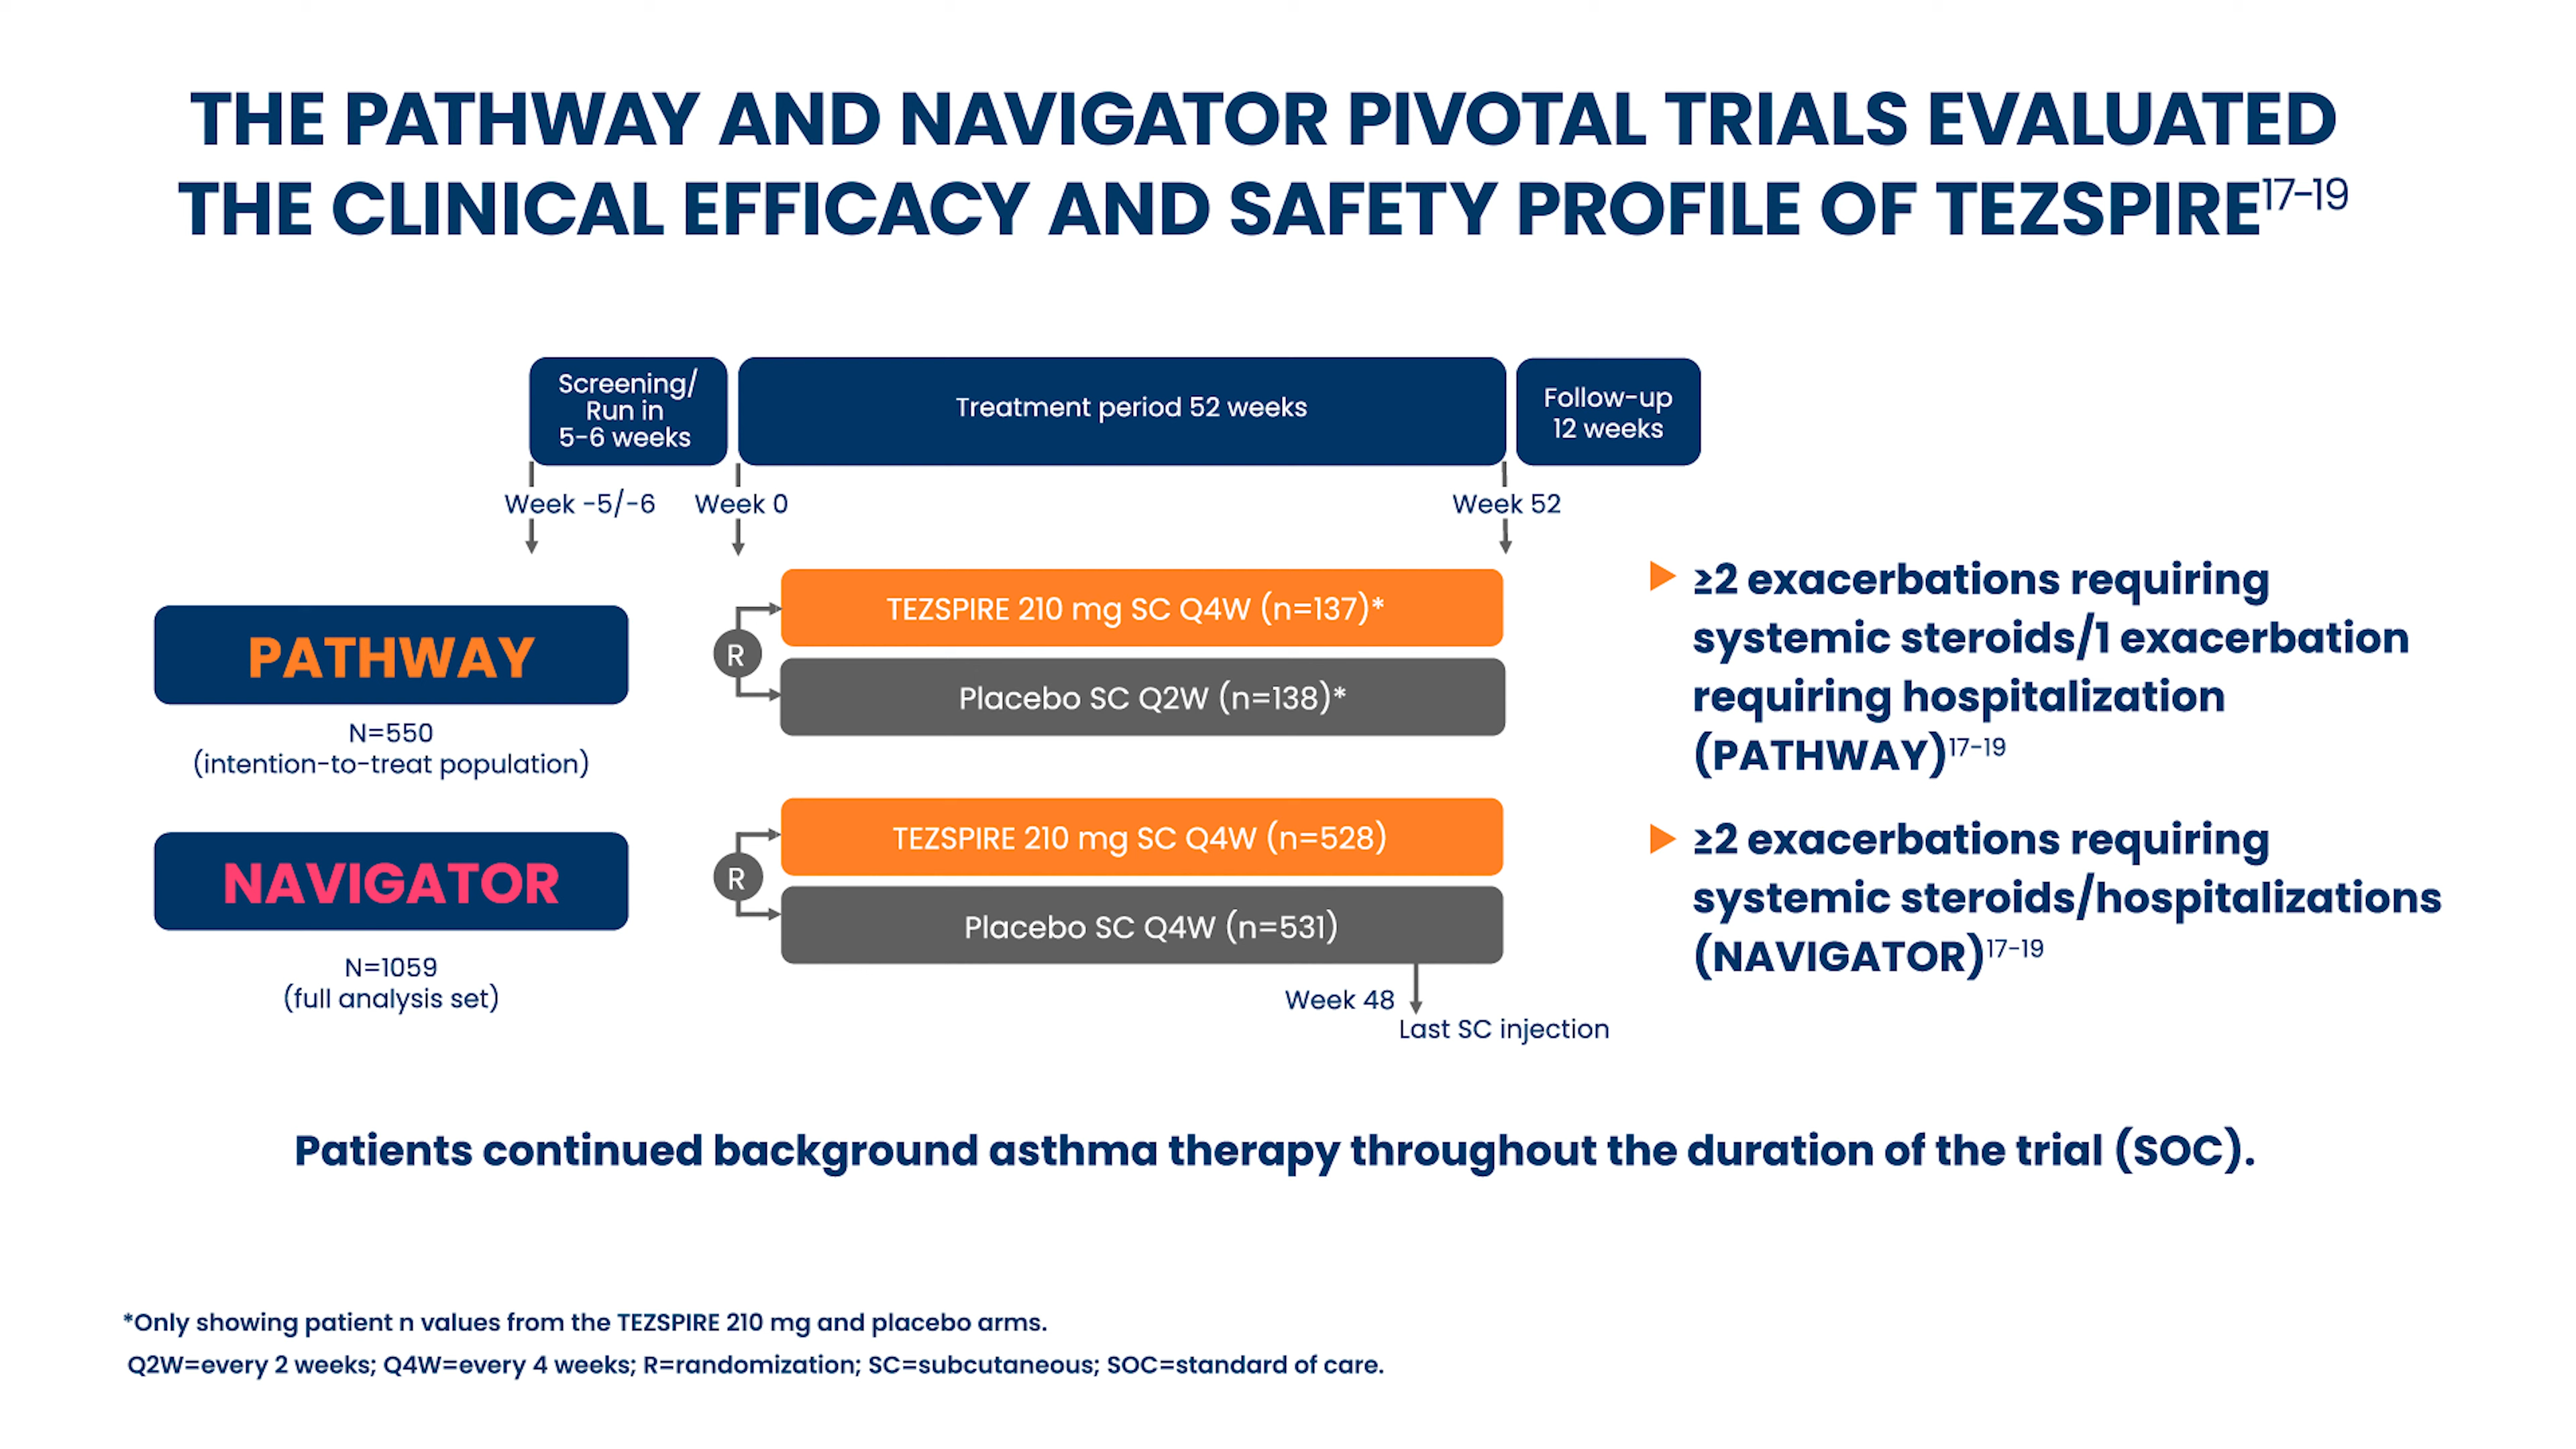 THE PATHWAY AND NAVIGATOR PIVOTAL TRIALS EVALUATED
THE CLINICAL EFFICACY AND SAFETY PROFILE OF TEZSPIRE17-19
Screening/
Run in
5-6 weeks
Treatment period 52 weeks
Follow-up
12 weeks
Week -5/-6
Week 0
Week 52
PATHWAY
N=550
(intention-to-treat population)
R
TEZSPIRE 210 mg SC Q4W (n=137)*
Placebo SC Q2W (n=138)*
≥2 exacerbations requiring
systemic steroids/1 exacerbation
requiring hospitalization
(PATHWAY)17-19
NAVIGATOR
N=1059
(full analysis set)
R
TEZSPIRE 210 mg SC Q4W (n=528)
Placebo SC Q4W (n=531)
Week 48
Last SC injection
≥2 exacerbations requiring
systemic steroids/hospitalizations
(NAVIGATOR)17-19
Patients continued background asthma therapy throughout the duration of the trial (SOC).
*Only showing patient n values from the TEZSPIRE 210 mg and placebo arms.
Q2W=every 2 weeks; Q4W=every 4 weeks; R=randomization; SC=subcutaneous; SOC=standard of care.